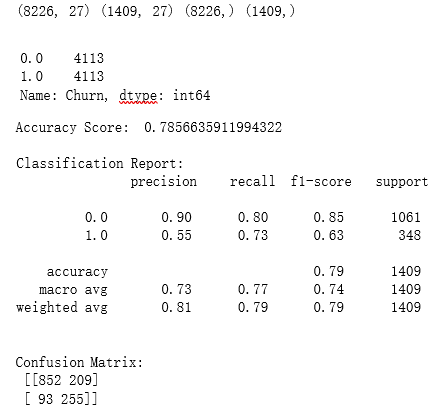 (8226, 27) (1409, 27) (8226,) (1409,)
0.0    4113
1.0    4113
Name: Churn, dtype: int64
Accuracy Score:  0.7856635911994322
Classification Report:
              precision    recall  f1-score   support
         0.0       0.90      0.80      0.85      1061
         1.0       0.55      0.73      0.63       348
    accuracy                           0.79      1409
   macro avg       0.73      0.77      0.74      1409
weighted avg       0.81      0.79      0.79      1409
Confusion Matrix:
[[852 209]
[ 93 255]]